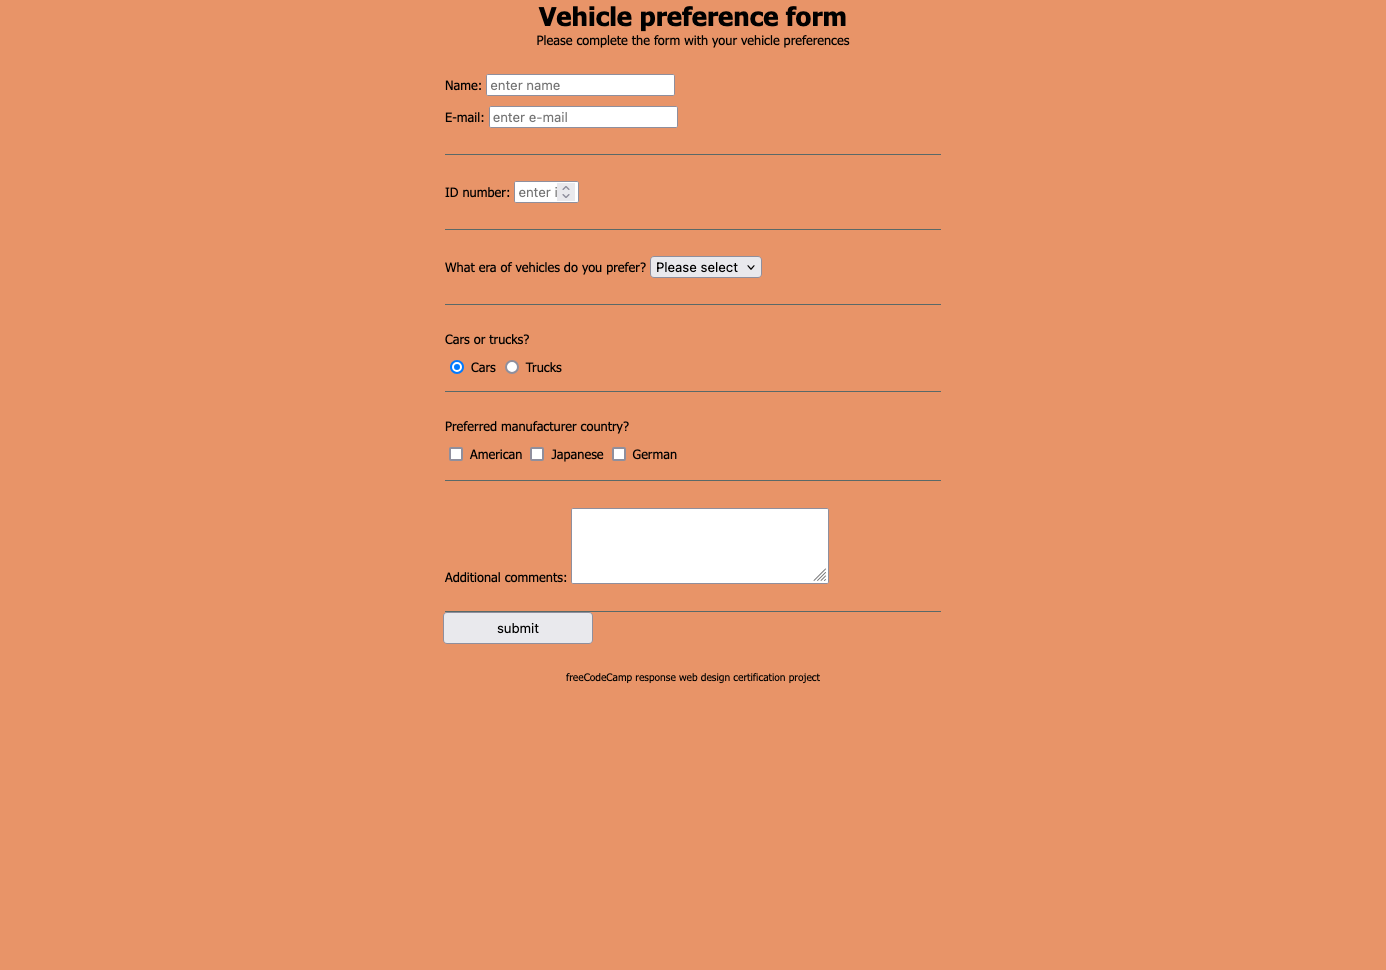 Vehicle preference form
Please complete the form with your vehicle preferences
Name: enter name
E-mail: enter e-mail
ID number: enter i
What era of vehicles do you prefer? Please select
Cars or trucks?
Cars Trucks
Preferred manufacturer country?
American Japanese German
Additional comments:
submit
freeCodeCamp response web design certification project